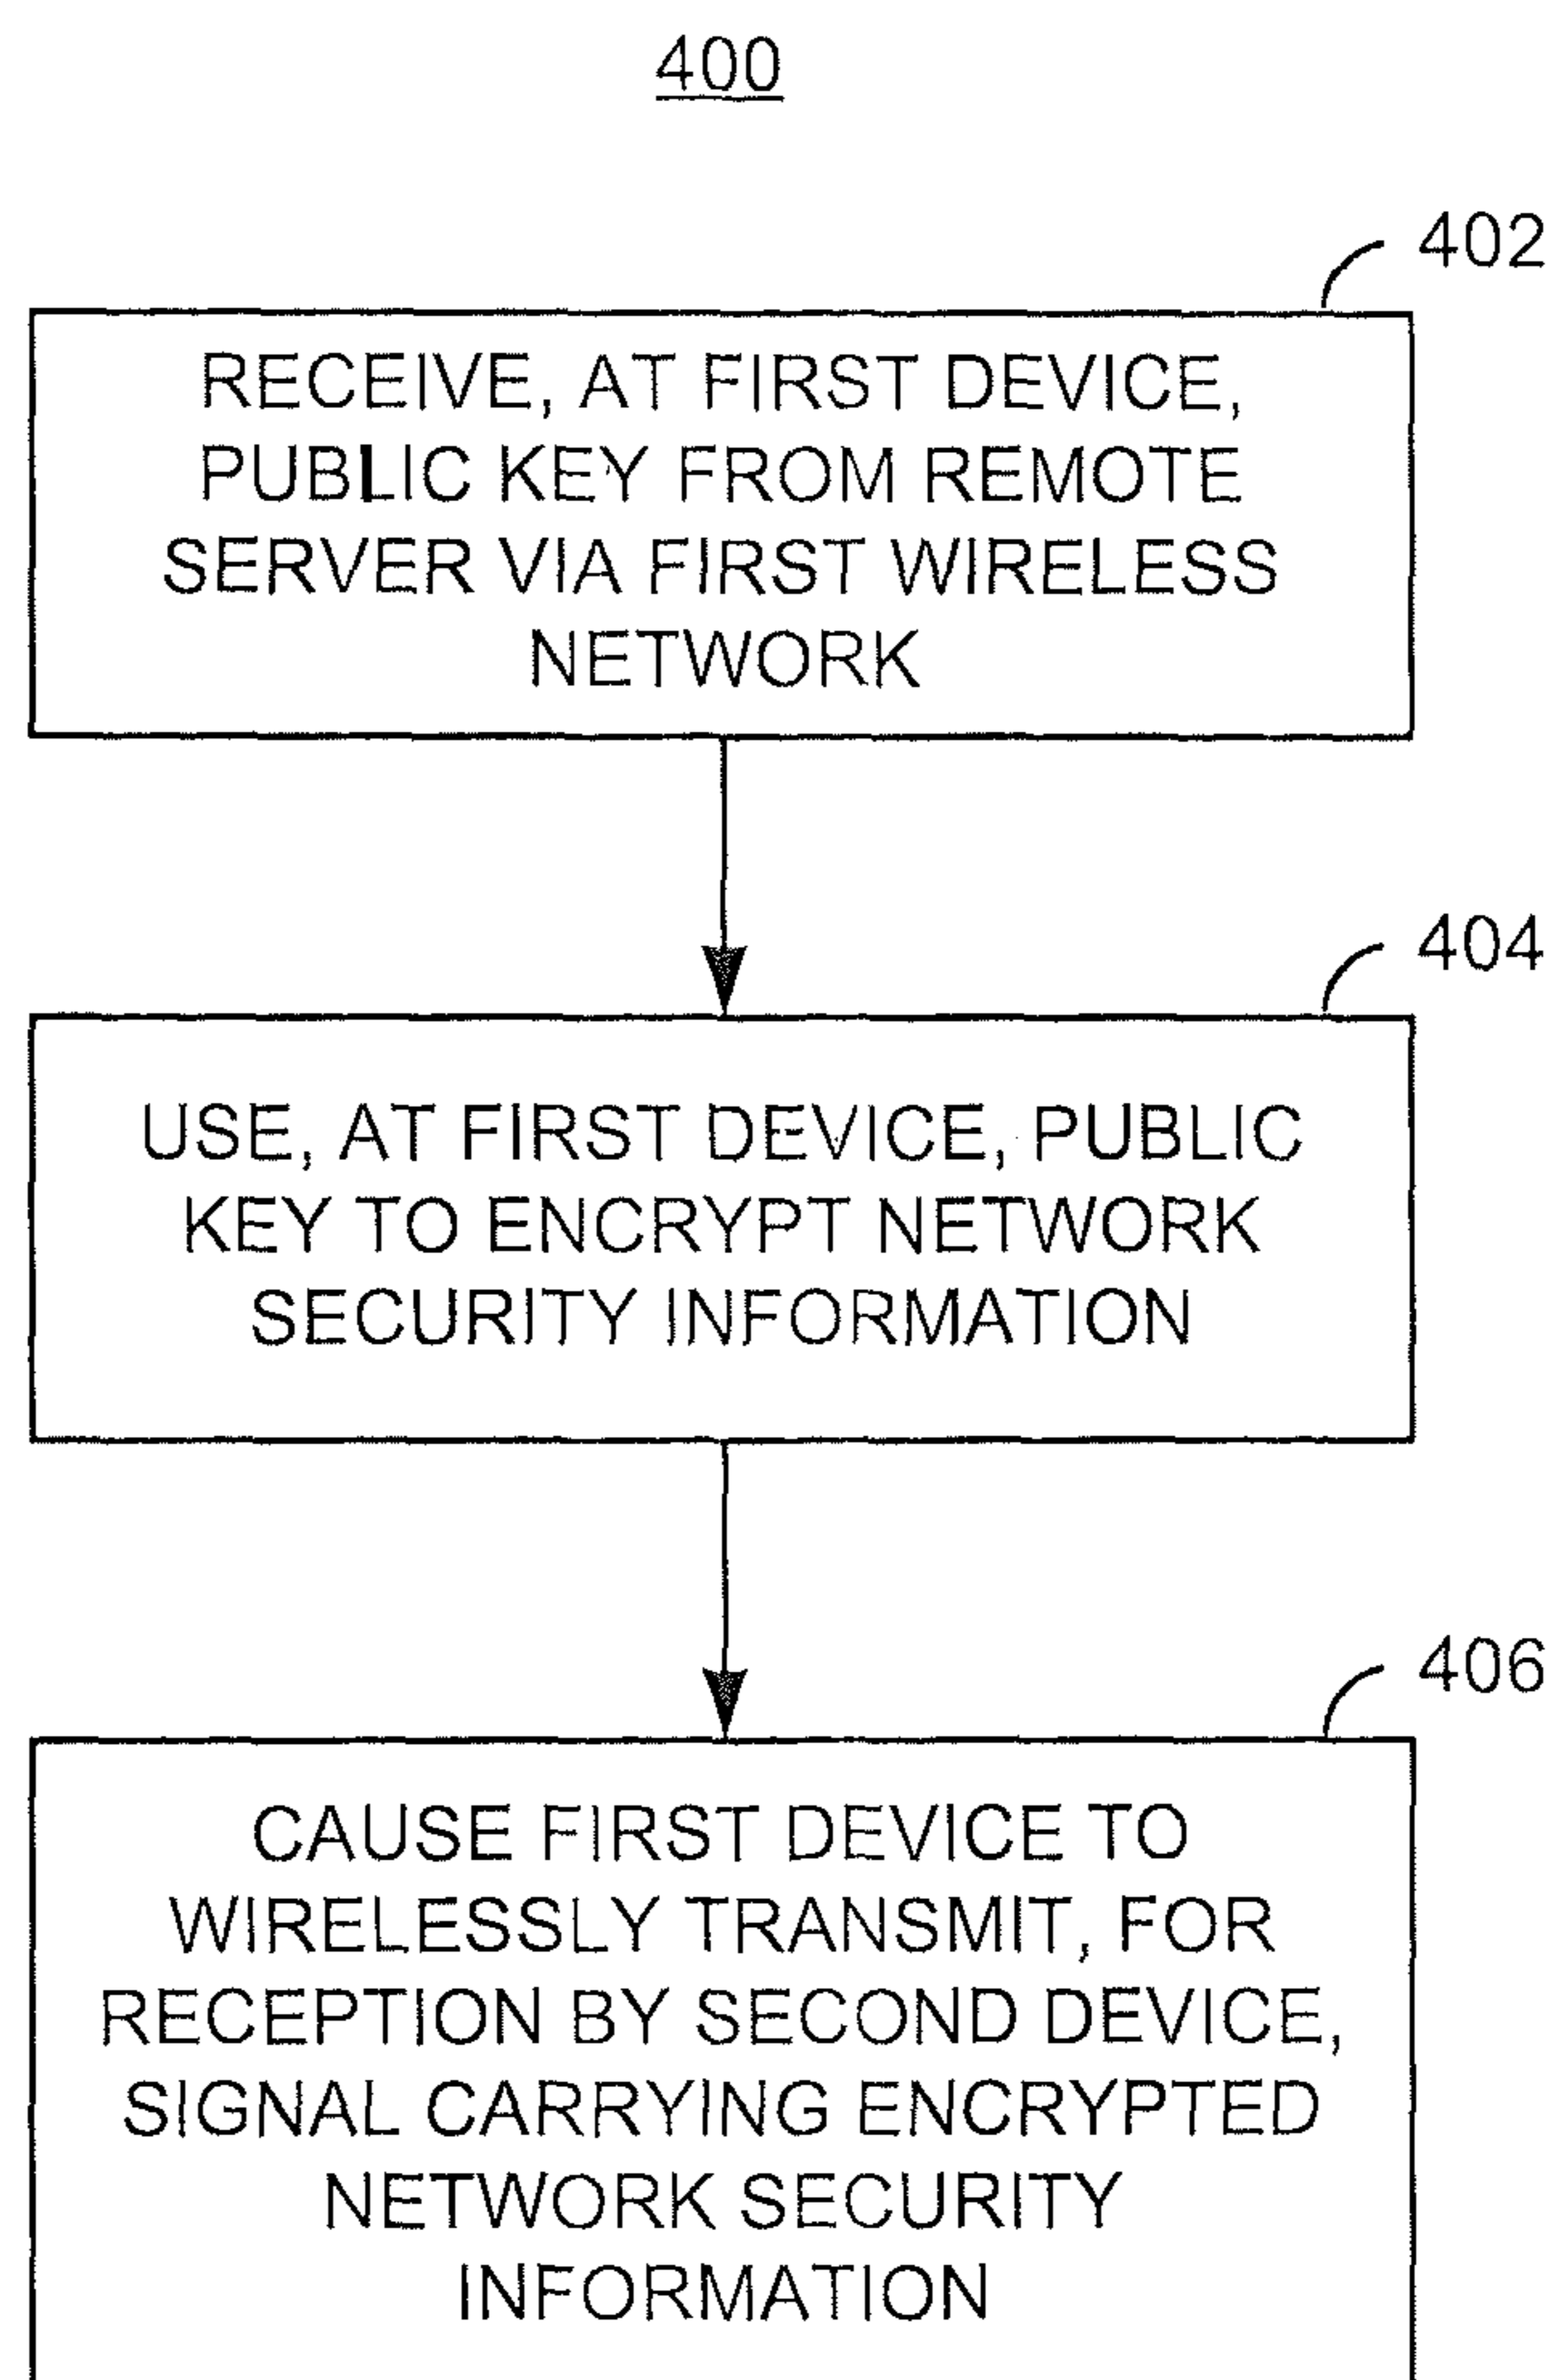 400
402
RECEIVE, AT FIRST DEVICE,
PUBLIC KEY FROM REMOTE
SERVER VIA FIRST WIRELESS
NETWORK
404
USE, AT FIRST DEVICE, PUBLIC
KEY TO ENCRYPT NETWORK
SECURITY INFORMATION
406
CAUSE FIRST DEVICE TO
WIRELESSLY TRANSMIT, FOR
RECEPTION BY SECOND DEVICE,
SIGNAL CARRYING ENCRYPTED
NETWORK SECURITY
INFORMATION